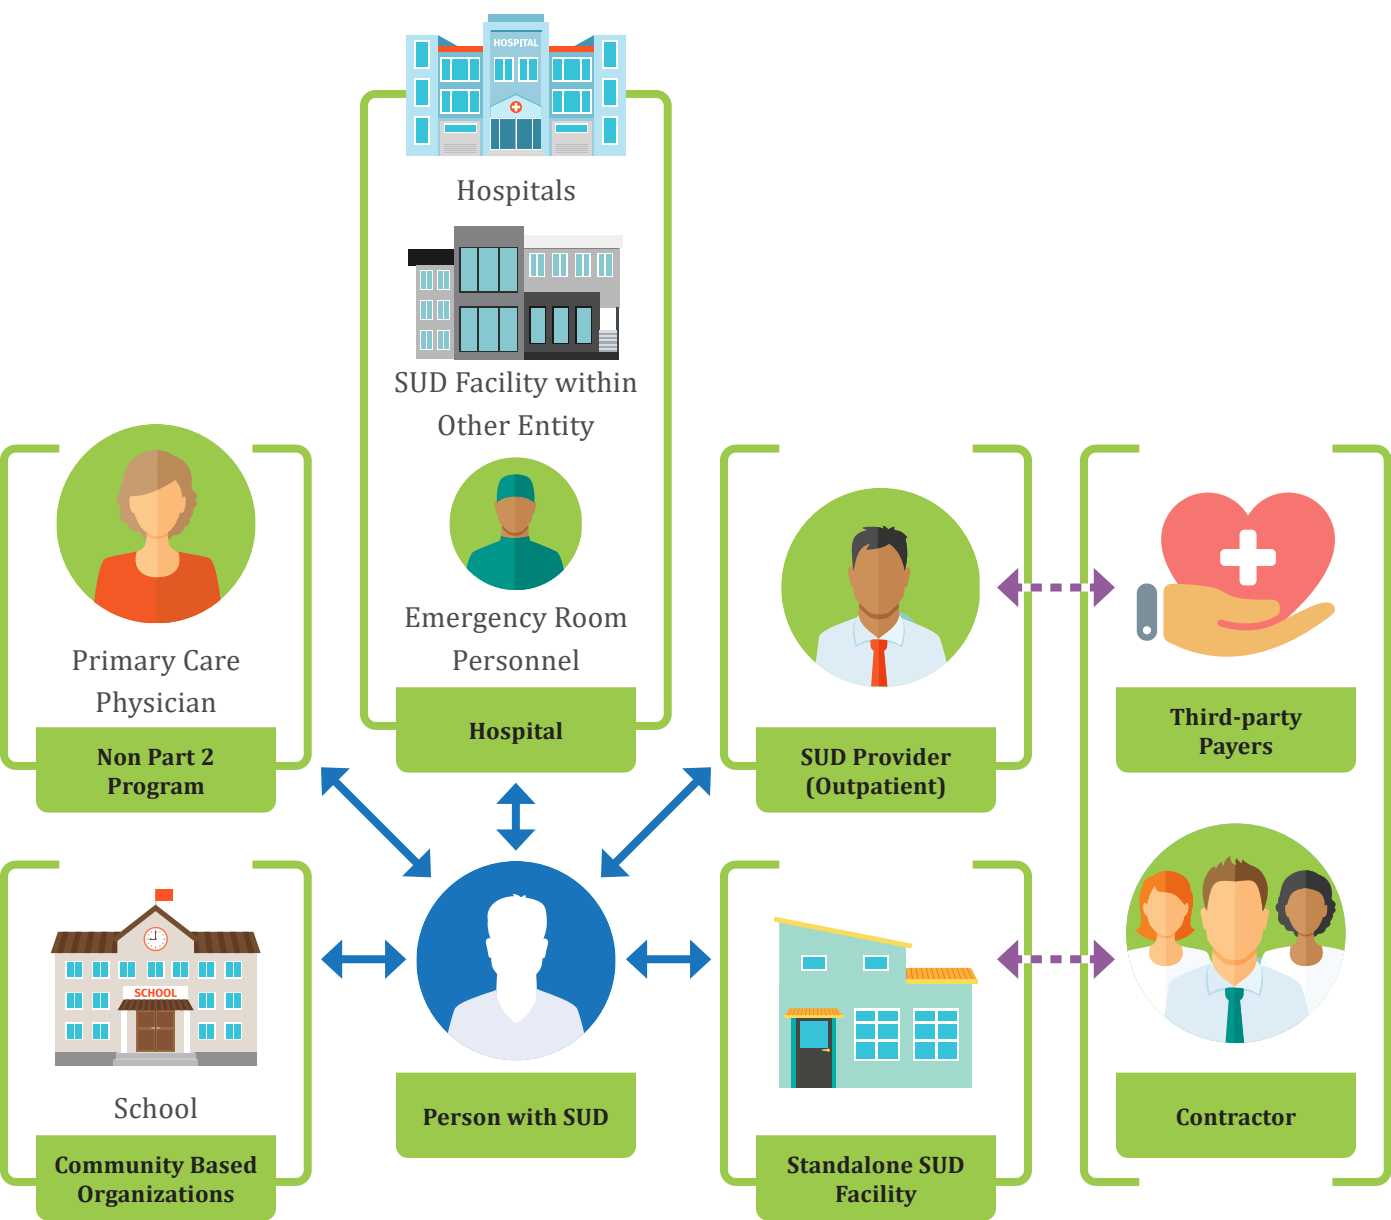 HOSPITAL
Hospitals
SUD Facility within
Other Entity
Emergency Room
Personnel
Hospital
Primary Care
Physician
Non Part 2
Program
SUD Provider
(Outpatient)
Third-party
Payers
SCHOOL
School
Community Based
Organizations
Person with SUD
Standalone SUD
Facility
Contractor